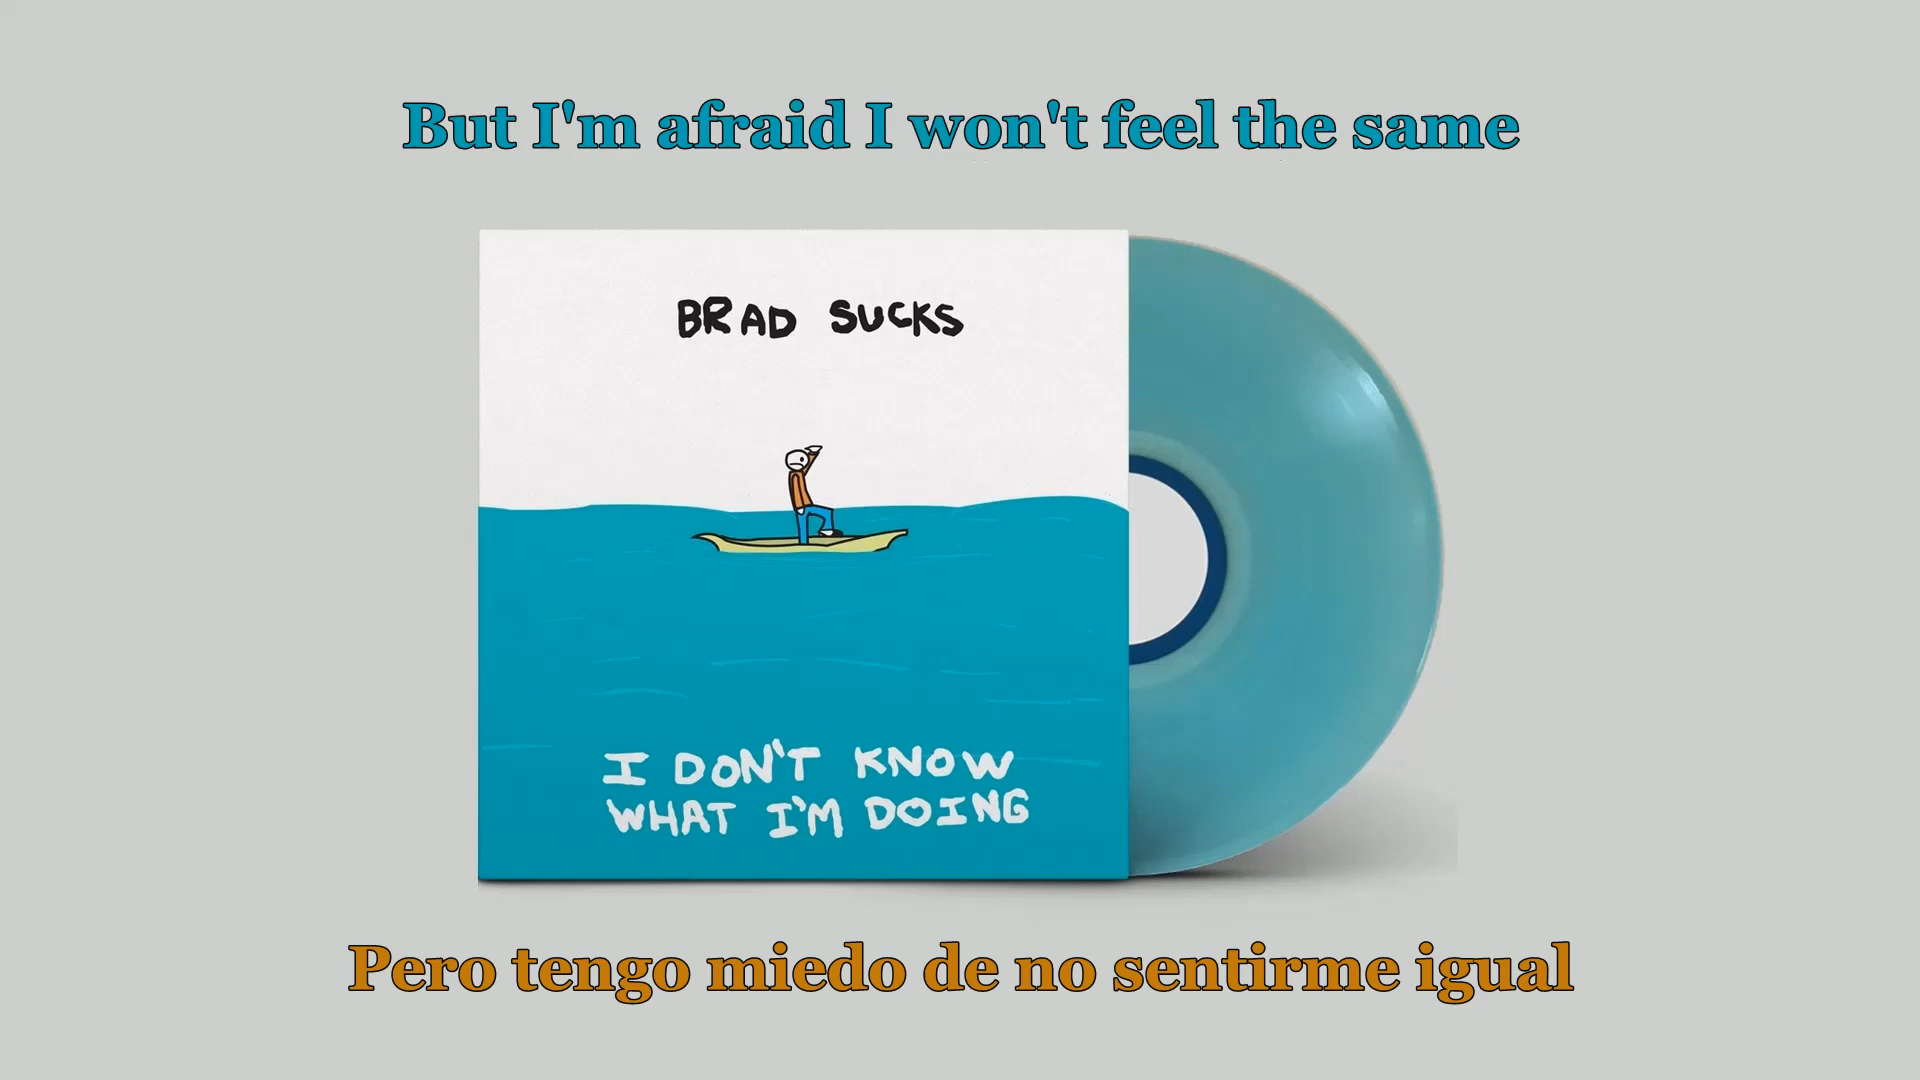 But I'm afraid I won't feel the same
BRAD SUCKS
I DON'T KNOW
WHAT I'M DOING
Pero tengo miedo de no sentirme igual